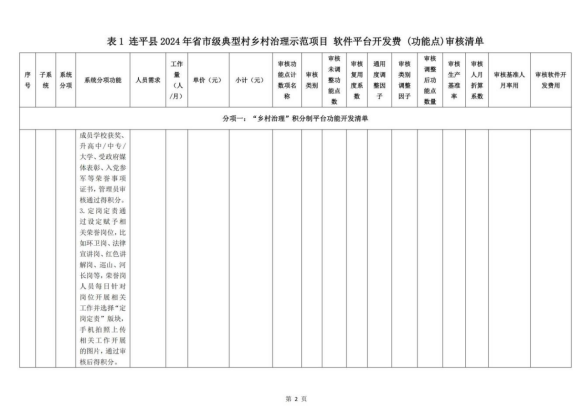 表 1 连平县 2024 年省市级典型村乡村治理示范项目 软件平台开发费 (功能点)审核清单
序号
子系统
系统分项
系统分项功能
人员需求
工作量（人/月）
单价（元）
小计（元）
审核功能点计数项名称
审核类别
审核未调整功能点数
审核复用度系数
通用度调整因子
审核类别调整因子
审核调整后功能点数量
审核生产基准率
审核人月折算系数
审核基准人月率用
审核软件开发费用
分项一：“乡村治理”积分制平台功能开发清单
成员学校获奖、
升高中/中专/
大学、受政府媒
体表彰、入党参
军等荣誉事项
证书，管理员审
核通过得积分。
3.定岗定责通
过设定赋予相
关荣誉岗位，比
如环卫岗、法律
宣讲岗、红色讲
解岗、巡山、河
长岗等，荣誉岗
人员每日针对
岗位开展相关
工作并选择“定
岗定责”版块，
手机拍照上传
相关工作开展
的图片，通过审
核后得积分。
第 2 页